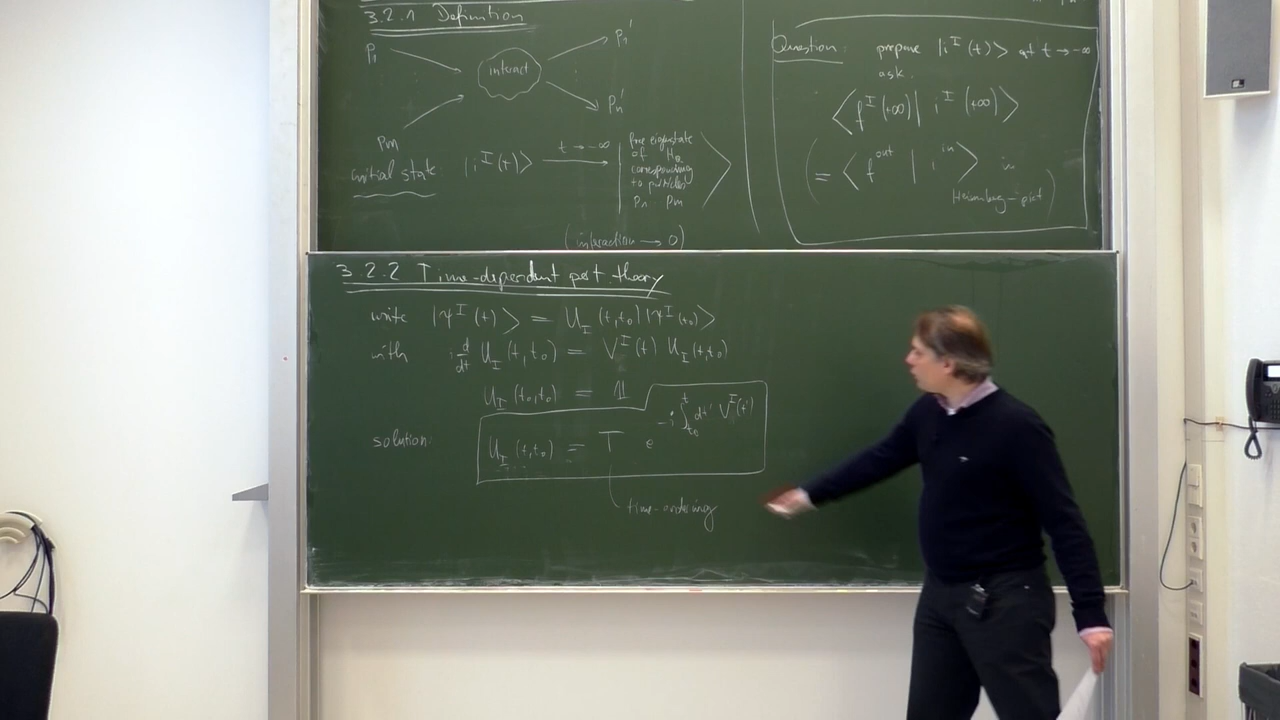 3.2.1 Definition
P₁
P₁'
interact
Pₙ'
Pₘ
initial state: |i^I(t)> t → -∞ | free eigenstate
of H₀
corresponding
to particles
P₁ Pₘ >
(interaction → 0)
Question: prepare |i^I(t)> at t → -∞
ask.
<f^I(+∞)| i^I(+∞)>
(= <f^out | i^in> in
Heisenberg-pict)
3.2.2 Time-dependent pert. theory
write |ψ^I(t)> = U_I(t,t₀)|ψ^I(t₀)>
with i d/dt U_I(t,t₀) = V^I(t) U_I(t,t₀)
U_I(t₀,t₀) = 𝟙
solution: U_I(t,t₀) = T e^{-i∫_{t₀}^{t} dt' V^I(t')}
time-ordering